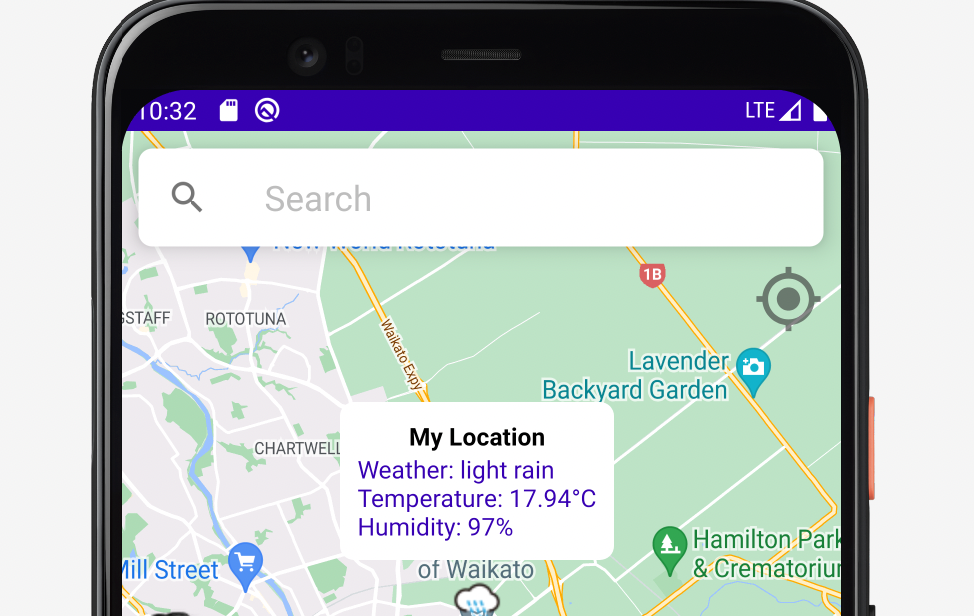 10:32
LTE
Search
1B
GSTAFF
ROTOTUNA
Waikato Expy
Lavender
Backyard Garden
CHARTWELL
My Location
Weather: light rain
Temperature: 17.94°C
Humidity: 97%
Hamilton Park
& Crematorium
Mill Street
of Waikato